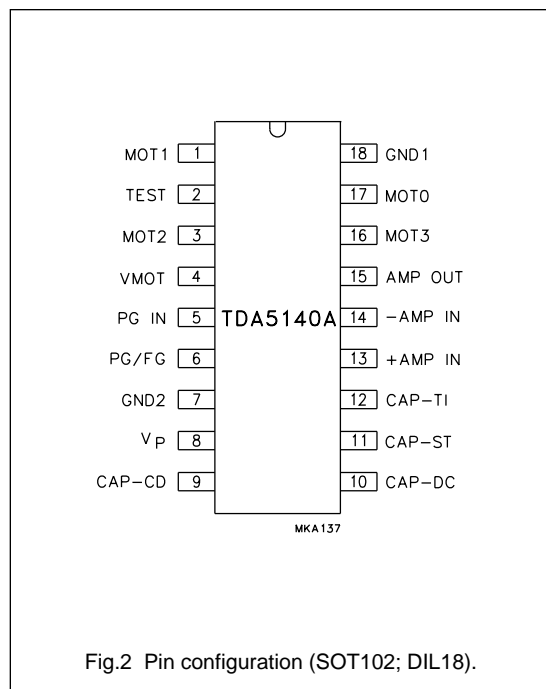 MOT1 1 18 GND1
TEST 2 17 MOT0
MOT2 3 16 MOT3
VMOT 4 15 AMP OUT
PG IN 5 TDA5140A 14 -AMP IN
PG/FG 6 13 +AMP IN
GND2 7 12 CAP-TI
VP 8 11 CAP-ST
CAP-CD 9 10 CAP-DC
MKA137
Fig.2 Pin configuration (SOT102; DIL18).